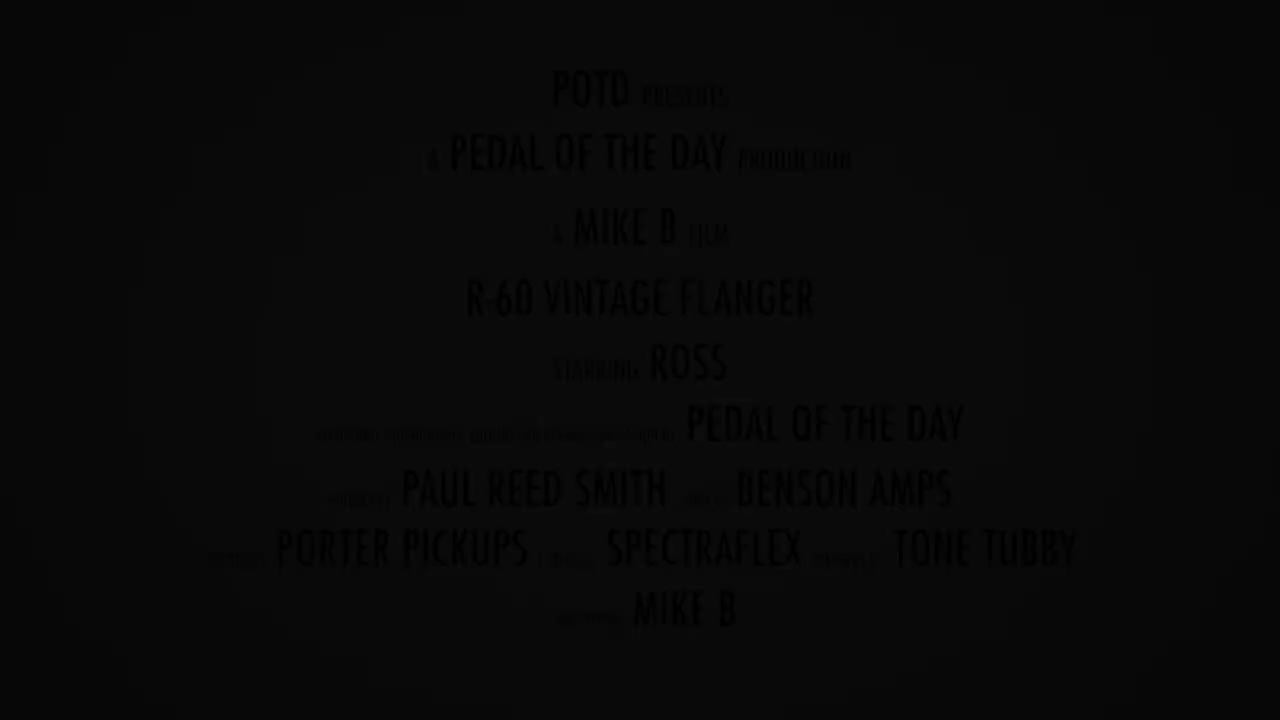 POTD PRESENTS
A PEDAL OF THE DAY PRODUCTION
A MIKE B FILM
R-60 VINTAGE FLANGER
STARRING ROSS
PEDAL OF THE DAY
PAUL REED SMITH BENSON AMPS
PORTER PICKUPS SPECTRAFLEX TONE TUBBY
MIKE B